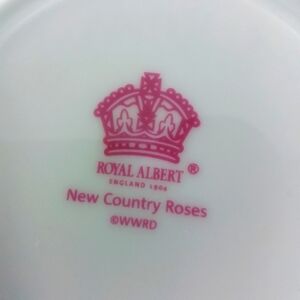 ROYAL ALBERT ®
ENGLAND 1904
New Country Roses
©WWRD